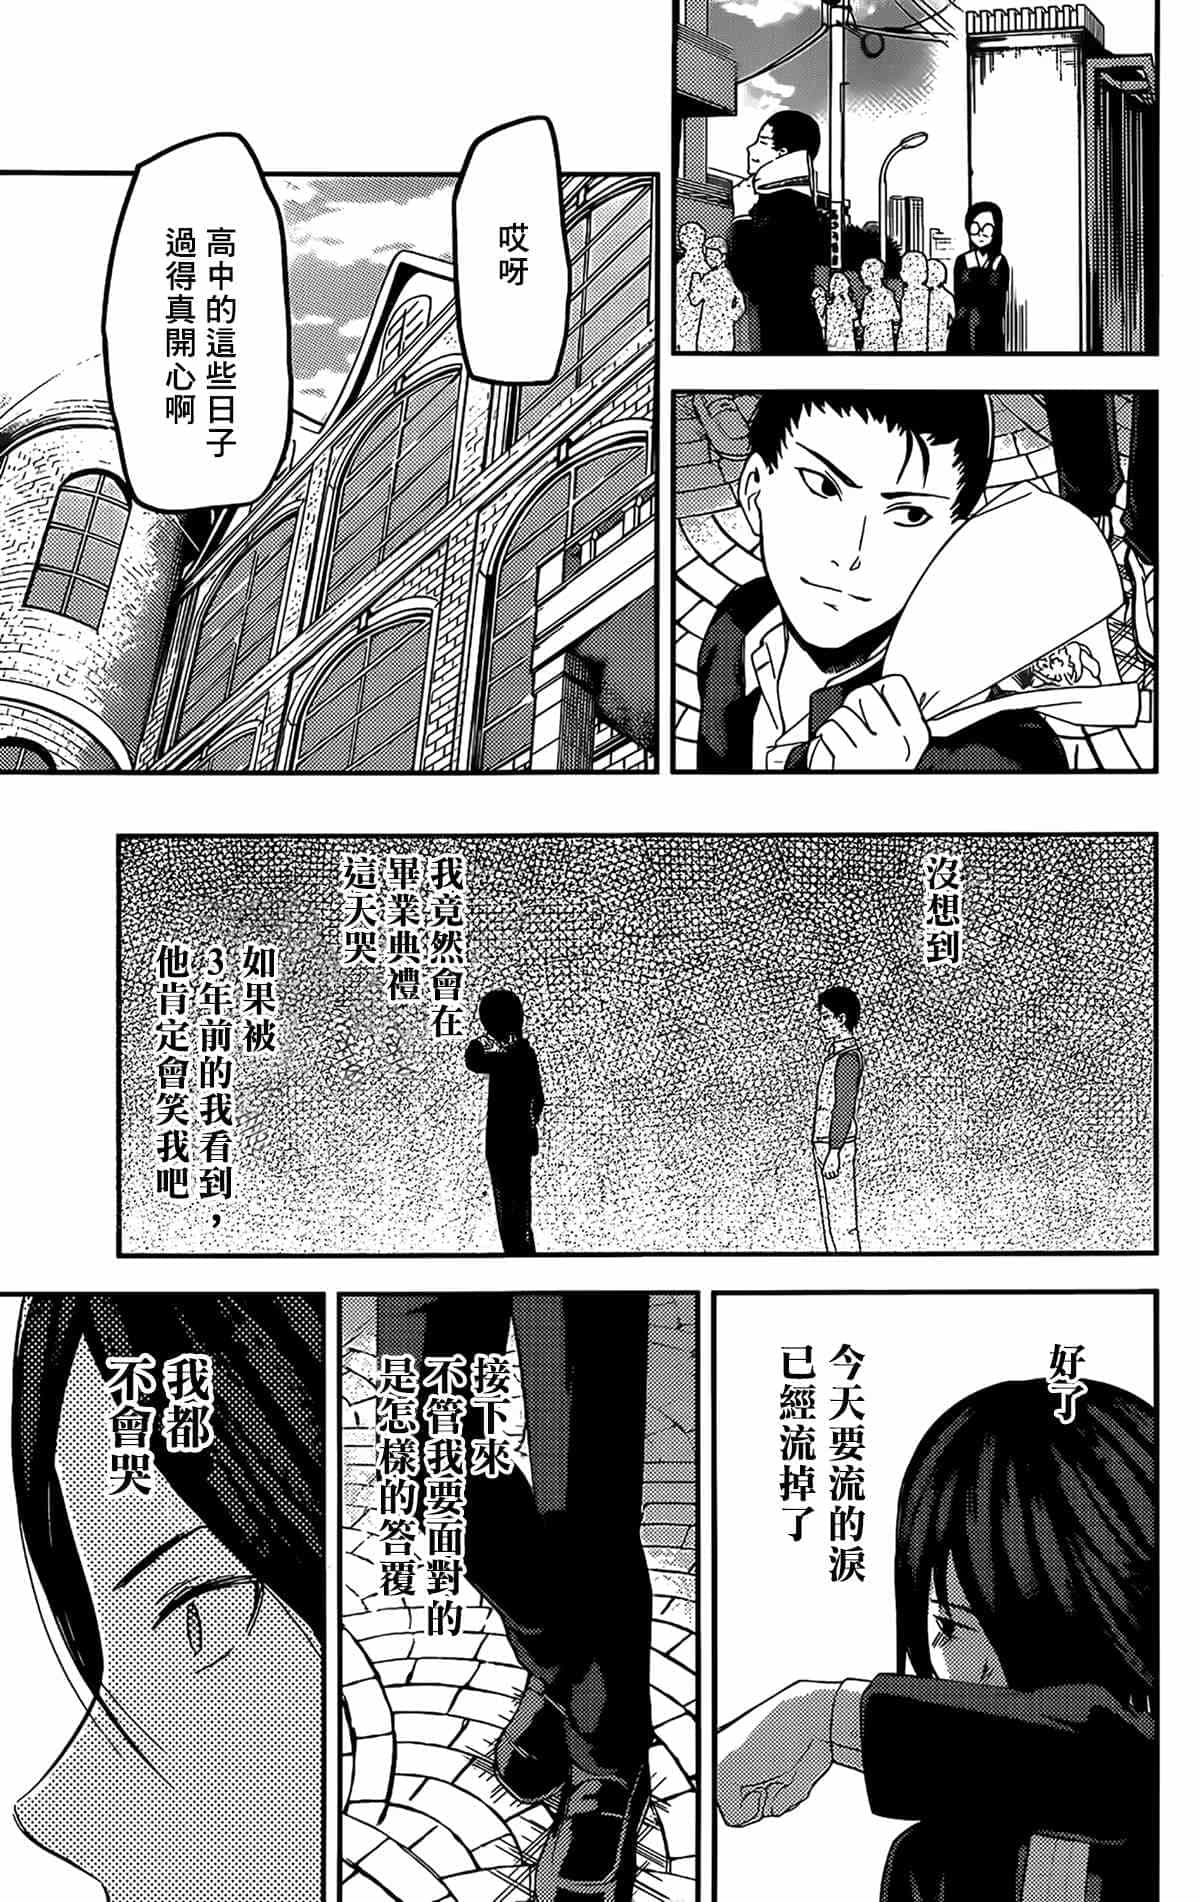 哎呀
高中的這些日子
過得真開心啊
沒想到
我竟然會在
畢業典禮
這天哭
如果被
3年前的我看到，
他肯定會笑我吧
好了
今天要流的淚
已經流掉了
接下來
不管我要面對的
是怎樣的答覆
我都
不會哭